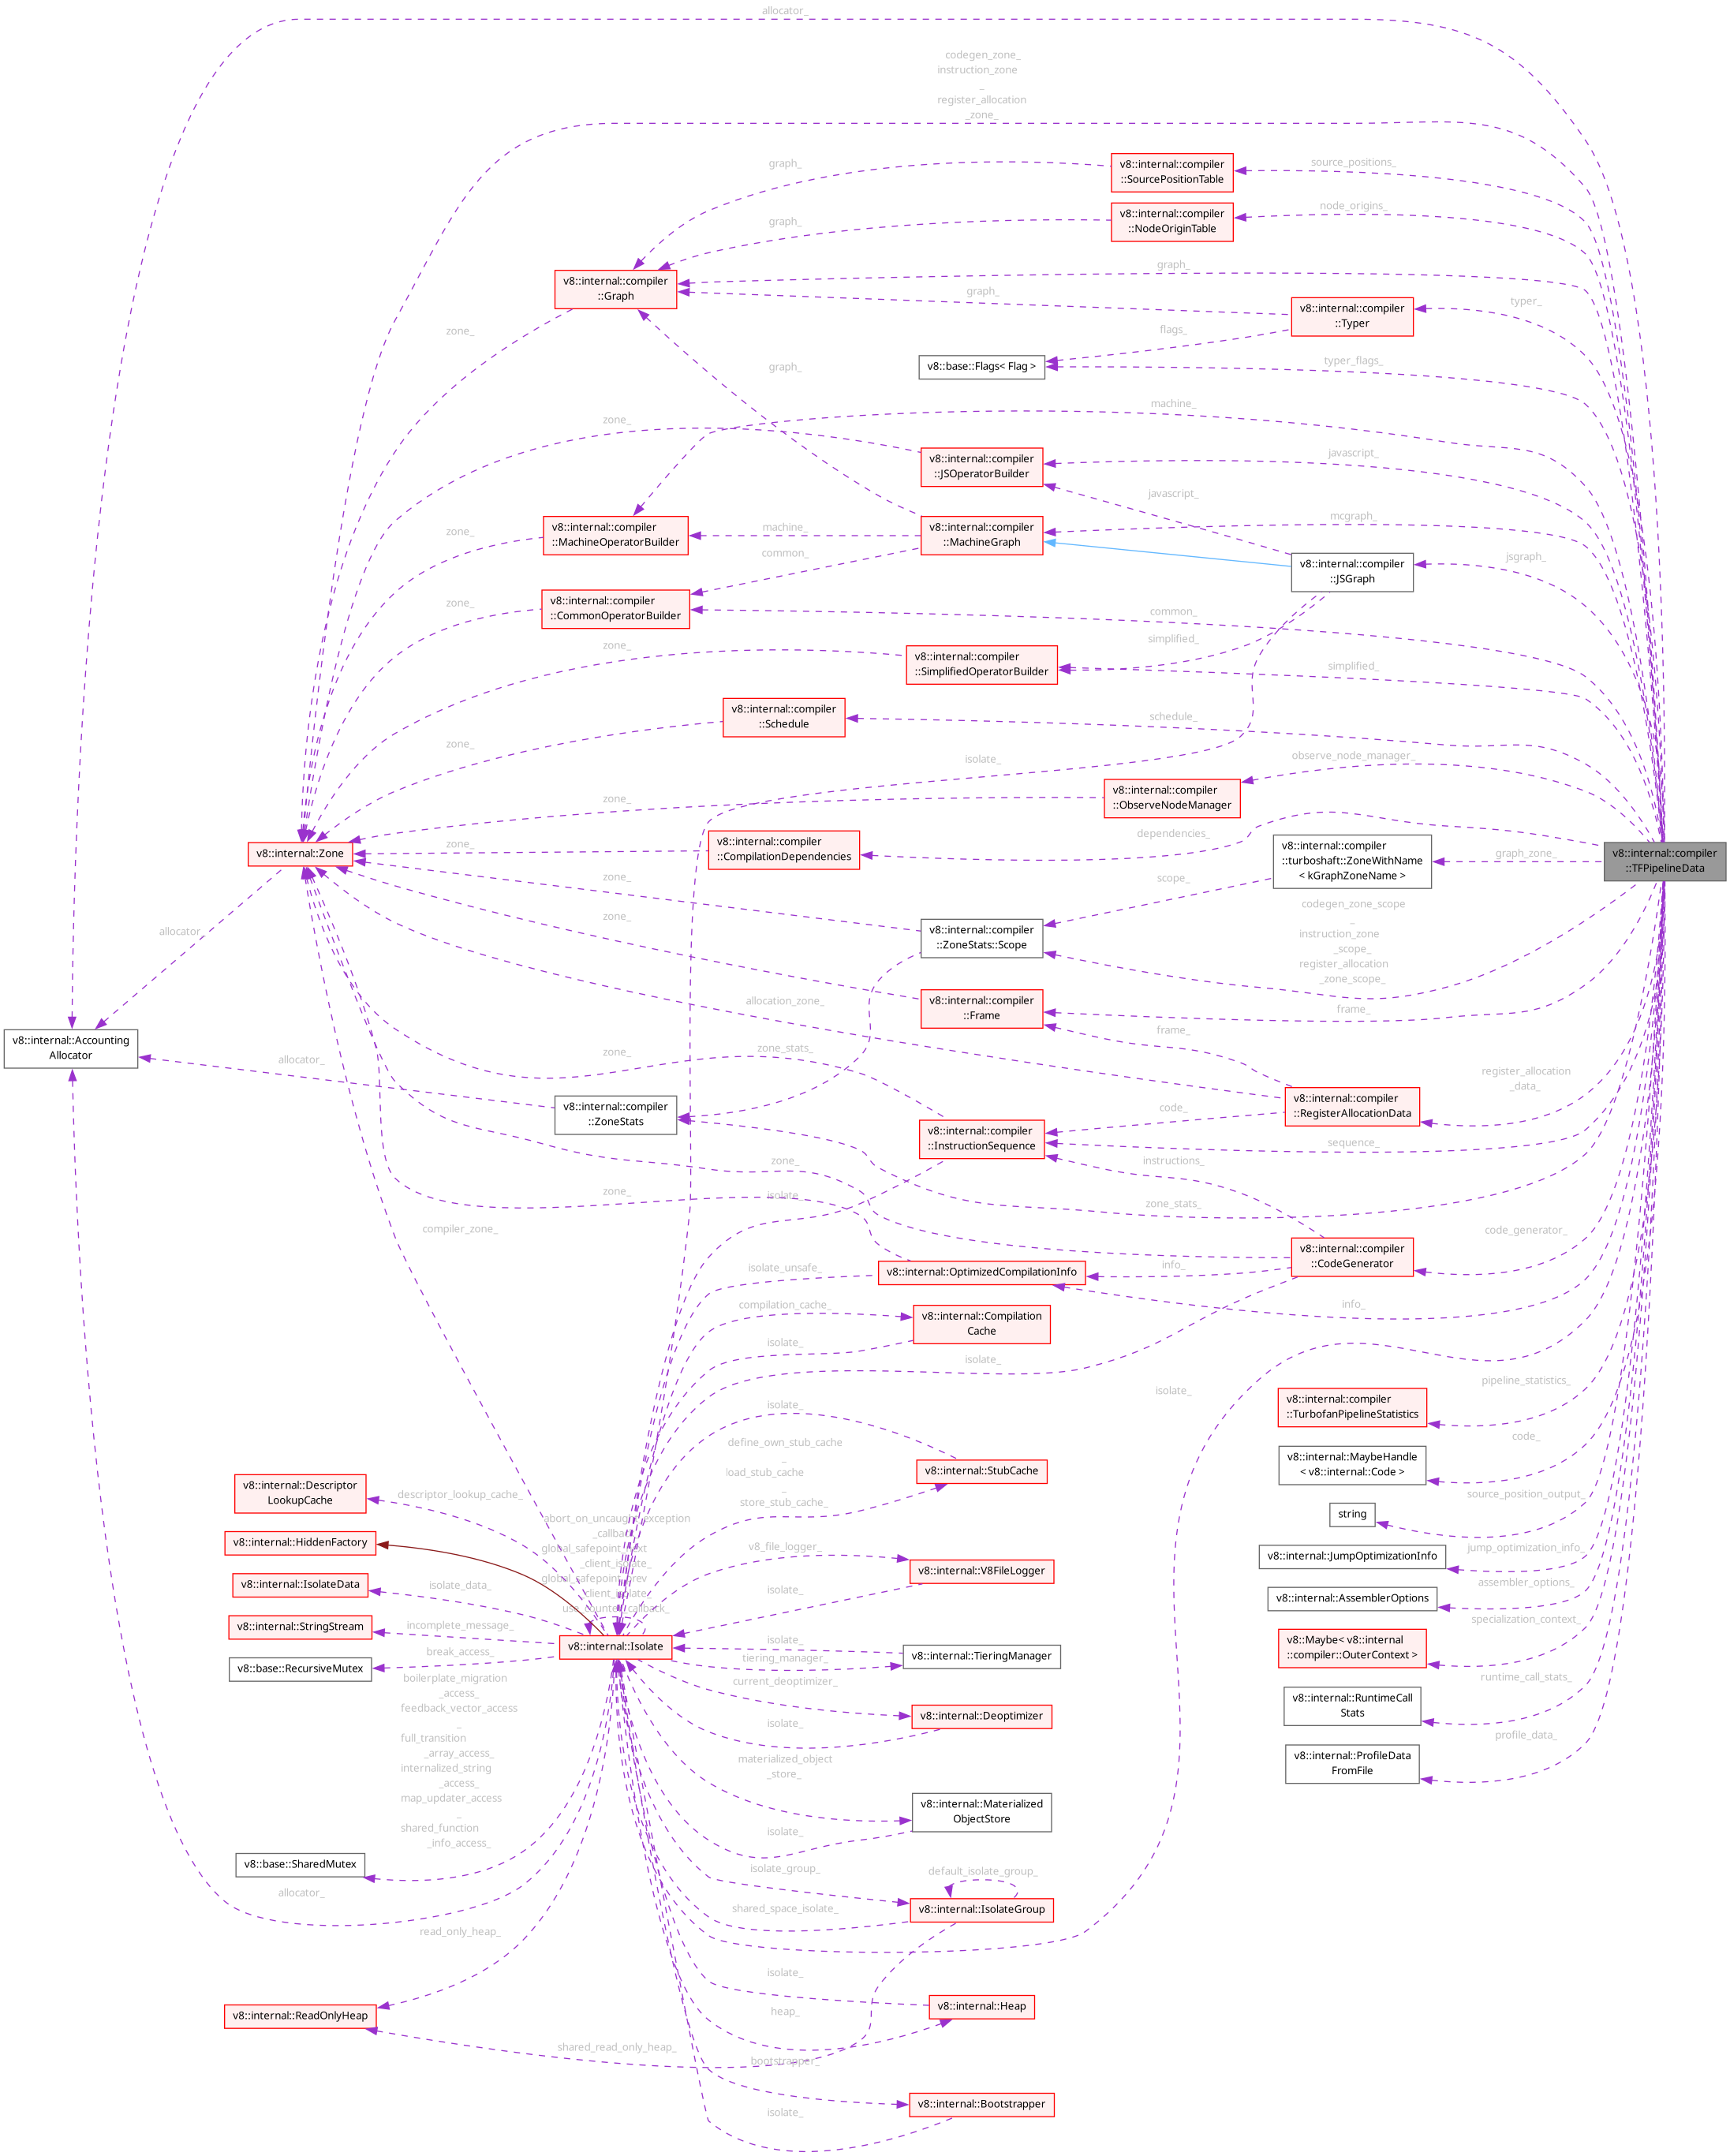 allocator_
codegen_zone_
instruction_zone
_
register_allocation
_zone_
v8::internal::compiler
::SourcePositionTable
source_positions_
graph_
v8::internal::compiler
::NodeOriginTable
node_origins_
graph_
v8::internal::compiler
::Graph
graph_
graph_
v8::internal::compiler
::Typer
typer_
zone_
flags_
v8::base::Flags< Flag >
typer_flags_
graph_
machine_
zone_
v8::internal::compiler
::JSOperatorBuilder
javascript_
javascript_
v8::internal::compiler
::MachineOperatorBuilder
zone_
machine_
v8::internal::compiler
::MachineGraph
mcgraph_
common_
v8::internal::compiler
::JSGraph
jsgraph_
v8::internal::compiler
::CommonOperatorBuilder
zone_
common_
zone_
v8::internal::compiler
::SimplifiedOperatorBuilder
simplified_
simplified_
v8::internal::compiler
::Schedule
schedule_
zone_
isolate_
observe_node_manager_
v8::internal::compiler
::ObserveNodeManager
zone_
v8::internal::Zone
zone_
v8::internal::compiler
::CompilationDependencies
dependencies_
v8::internal::compiler
::turboshaft::ZoneWithName
< kGraphZoneName >
graph_zone_
v8::internal::compiler
::TFPipelineData
zone_
scope_
allocator_
v8::internal::compiler
::ZoneStats::Scope
codegen_zone_scope
_
instruction_zone
_scope_
register_allocation
_zone_scope_
zone_
allocation_zone_
v8::internal::compiler
::Frame
frame_
v8::internal::Accounting
Allocator
allocator_
zone_
zone_stats_
frame_
v8::internal::compiler
::ZoneStats
v8::internal::compiler
::RegisterAllocationData
register_allocation
_data_
code_
v8::internal::compiler
::InstructionSequence
sequence_
zone_
instructions_
zone_
isolate_
zone_stats_
compiler_zone_
v8::internal::compiler
::CodeGenerator
code_generator_
isolate_unsafe_
v8::internal::OptimizedCompilationInfo
info_
info_
compilation_cache_
v8::internal::Compilation
Cache
isolate_
isolate_
isolate_
v8::internal::compiler
::TurbofanPipelineStatistics
pipeline_statistics_
isolate_
define_own_stub_cache
_
load_stub_cache
_
store_stub_cache_
v8::internal::StubCache
v8::internal::MaybeHandle
< v8::internal::Code >
code_
v8::internal::Descriptor
LookupCache
descriptor_lookup_cache_
string
source_position_output_
abort_on_uncaught_exception
_callback_
global_safepoint_next
_client_isolate_
global_safepoint_prev
_client_isolate_
use_counter_callback_
v8::internal::HiddenFactory
v8_file_logger_
v8::internal::V8FileLogger
isolate_
v8::internal::JumpOptimizationInfo
jump_optimization_info_
v8::internal::IsolateData
isolate_data_
v8::internal::AssemblerOptions
assembler_options_
v8::internal::StringStream
incomplete_message_
v8::internal::Isolate
isolate_
tiering_manager_
v8::internal::TieringManager
v8::Maybe< v8::internal
::compiler::OuterContext >
specialization_context_
v8::base::RecursiveMutex
break_access_
current_deoptimizer_
v8::internal::Deoptimizer
isolate_
v8::internal::RuntimeCall
Stats
runtime_call_stats_
boilerplate_migration
_access_
feedback_vector_access
_
full_transition
_array_access_
internalized_string
_access_
map_updater_access
_
shared_function
_info_access_
materialized_object
_store_
v8::internal::ProfileData
FromFile
profile_data_
v8::internal::Materialized
ObjectStore
isolate_
v8::base::SharedMutex
isolate_group_
default_isolate_group_
allocator_
shared_space_isolate_
v8::internal::IsolateGroup
read_only_heap_
isolate_
v8::internal::Heap
heap_
v8::internal::ReadOnlyHeap
shared_read_only_heap_
bootstrapper_
v8::internal::Bootstrapper
isolate_